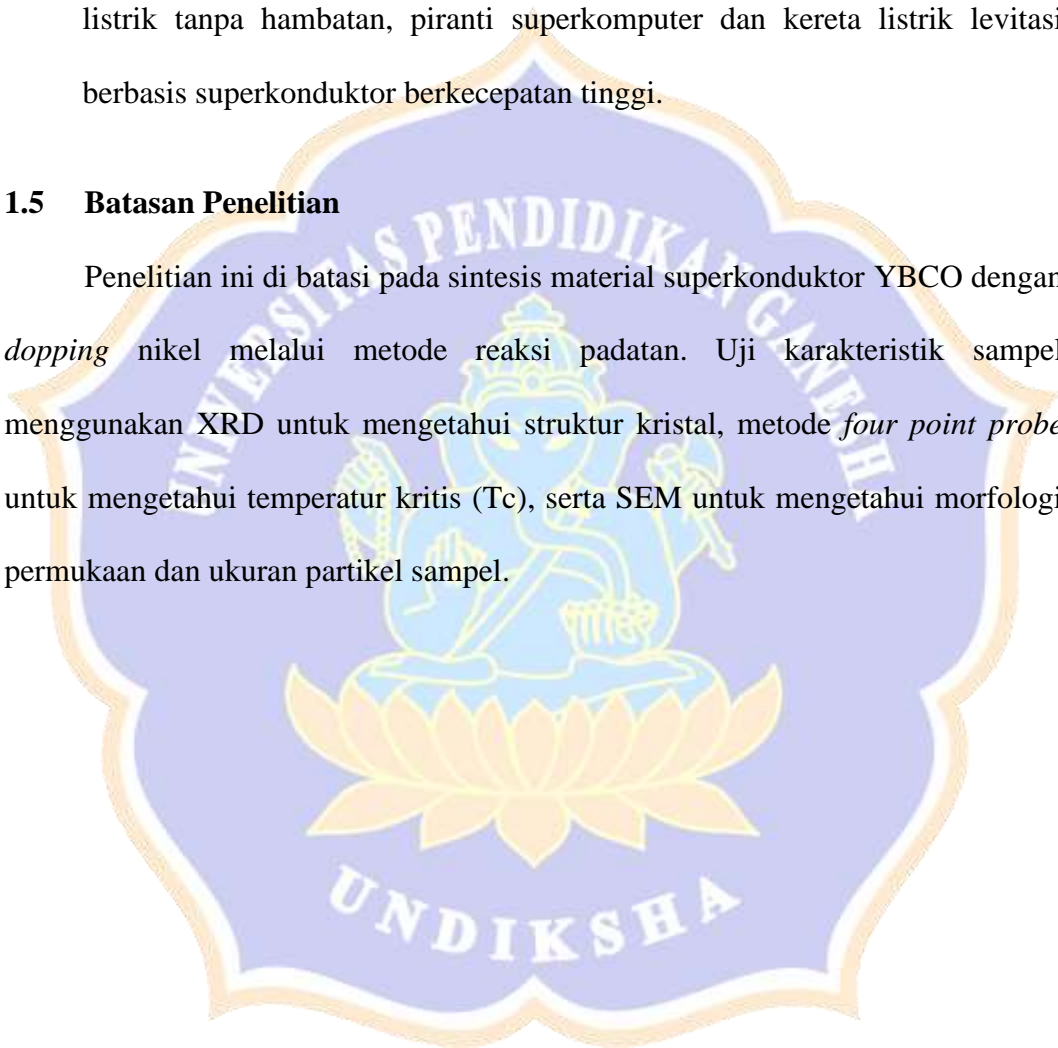 listrik tanpa hambatan, piranti superkomputer dan kereta listrik levitasi
berbasis superkonduktor berkecepatan tinggi.
1.5 Batasan Penelitian
Penelitian ini di batasi pada sintesis material superkonduktor YBCO dengan
dopping nikel melalui metode reaksi padatan. Uji karakteristik sampel
menggunakan XRD untuk mengetahui struktur kristal, metode four point probe
untuk mengetahui temperatur kritis (Tc), serta SEM untuk mengetahui morfologi
permukaan dan ukuran partikel sampel.
UNIVERSITAS PENDIDIKAN GANESHA
UNDIKSHA